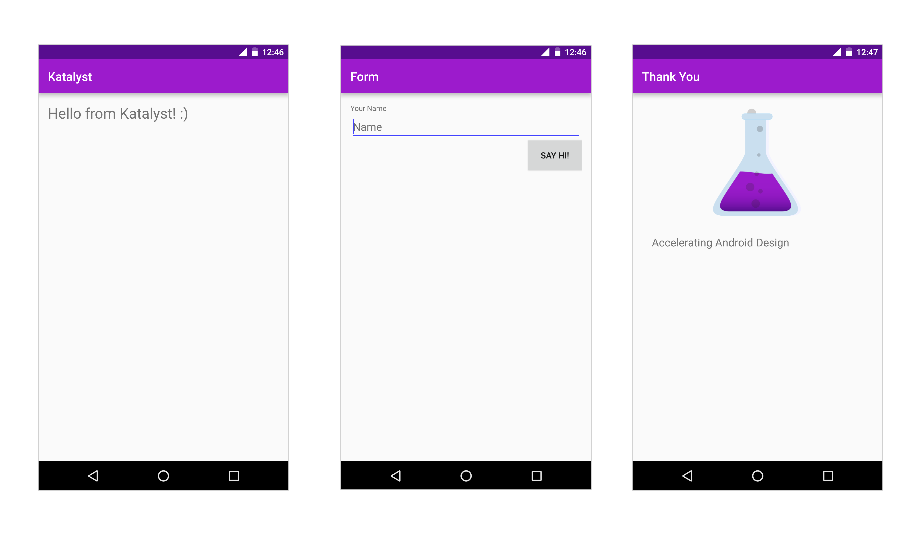 12:46
Katalyst
Hello from Katalyst! :)
12:46
Form
Your Name
Name
SAY HI!
12:47
Thank You
Accelerating Android Design